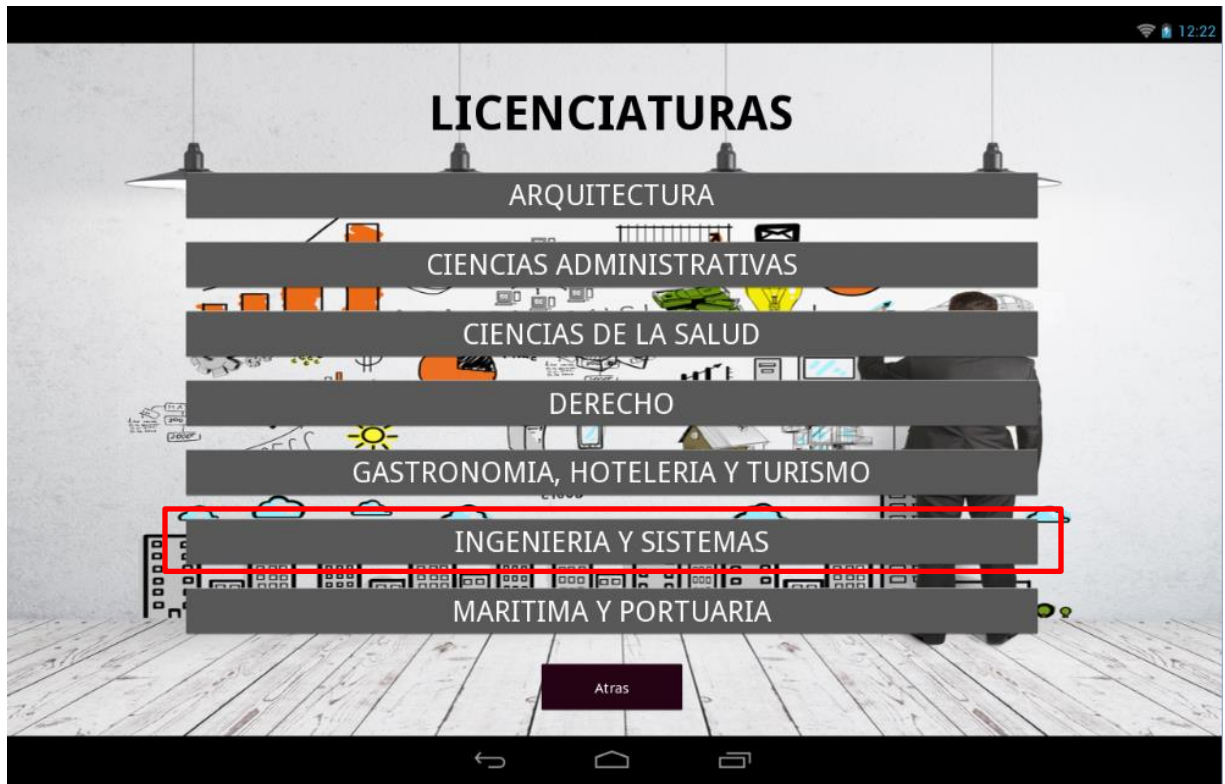 12:22
LICENCIATURAS
ARQUITECTURA
CIENCIAS ADMINISTRATIVAS
CIENCIAS DE LA SALUD
DERECHO
GASTRONOMIA, HOTELERIA Y TURISMO
INGENIERIA Y SISTEMAS
MARITIMA Y PORTUARIA
Atras